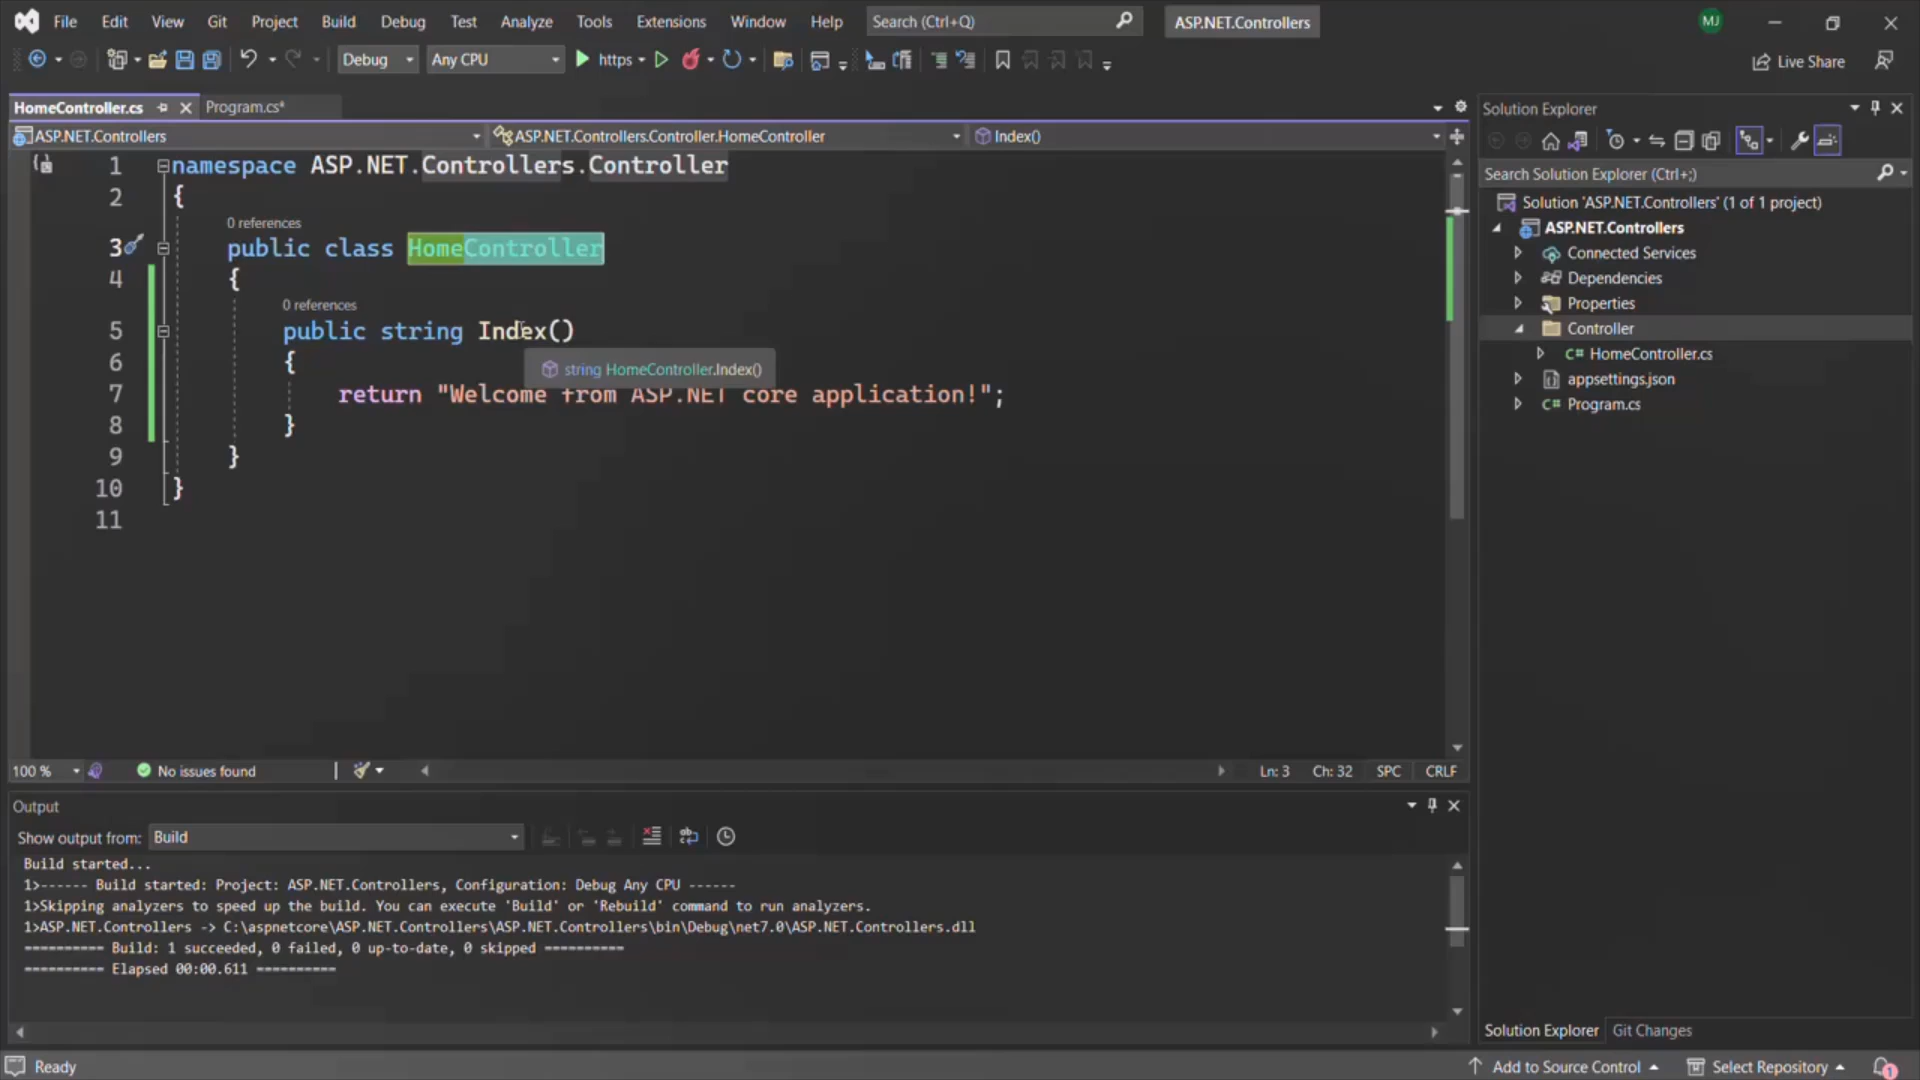 File Edit View Git Project Build Debug Test Analyze Tools Extensions Window Help Search (Ctrl+Q) ASP.NET.Controllers MJ
Debug Any CPU https Live Share
HomeController.cs Program.cs*
ASP.NET.Controllers ASP.NET.Controllers.Controller.HomeController Index()
1 namespace ASP.NET.Controllers.Controller
2 {
0 references
3 public class HomeController
4 {
0 references
5 public string Index()
6 {
string HomeController.Index()
7 return "Welcome from ASP.NET core application!";
8 }
9 }
10 }
11
100 % No issues found Ln: 3 Ch: 32 SPC CRLF
Output
Show output from: Build
Build started...
1>------ Build started: Project: ASP.NET.Controllers, Configuration: Debug Any CPU ------
1>Skipping analyzers to speed up the build. You can execute 'Build' or 'Rebuild' command to run analyzers.
1>ASP.NET.Controllers -> C:\aspnetcore\ASP.NET.Controllers\ASP.NET.Controllers\bin\Debug\net7.0\ASP.NET.Controllers.dll
========== Build: 1 succeeded, 0 failed, 0 up-to-date, 0 skipped ==========
========== Elapsed 00:00.611 ==========
Solution Explorer
Search Solution Explorer (Ctrl+;)
Solution 'ASP.NET.Controllers' (1 of 1 project)
ASP.NET.Controllers
Connected Services
Dependencies
Properties
Controller
C# HomeController.cs
appsettings.json
C# Program.cs
Solution Explorer Git Changes
Ready Add to Source Control Select Repository 1